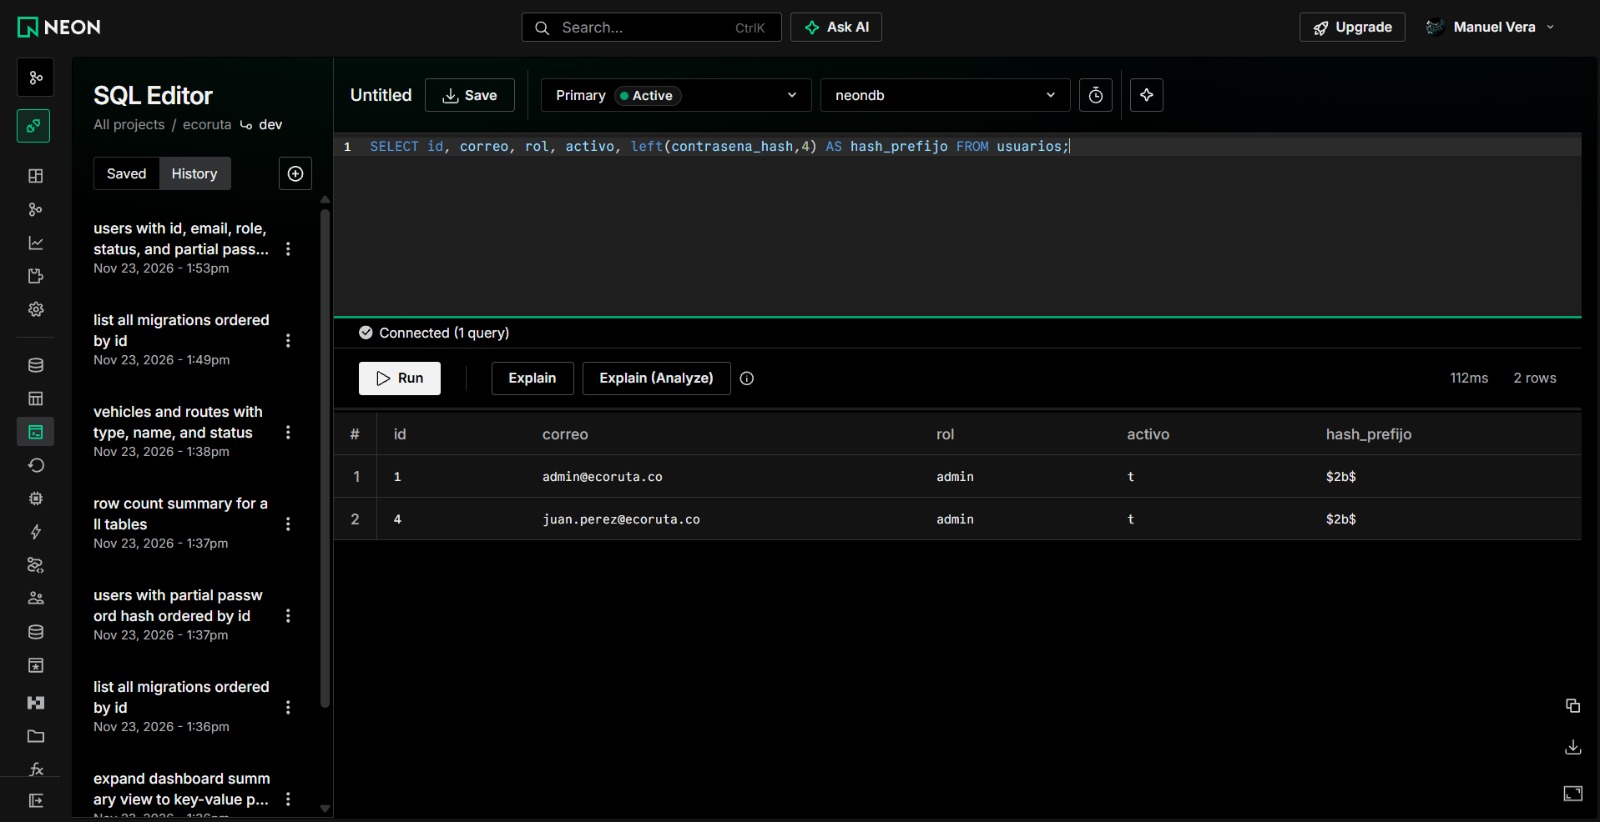 NEON
Search... CtrlK
Ask AI
Upgrade
Manuel Vera
SQL Editor
All projects / ecoruta dev
Saved History
users with id, email, role,
status, and partial pass...
Nov 23, 2026 - 1:53pm
list all migrations ordered
by id
Nov 23, 2026 - 1:49pm
vehicles and routes with
type, name, and status
Nov 23, 2026 - 1:38pm
row count summary for a
ll tables
Nov 23, 2026 - 1:37pm
users with partial passw
ord hash ordered by id
Nov 23, 2026 - 1:37pm
list all migrations ordered
by id
Nov 23, 2026 - 1:36pm
expand dashboard summ
ary view to key-value p...
Untitled Save Primary Active neondb
1 SELECT id, correo, rol, activo, left(contrasena_hash,4) AS hash_prefijo FROM usuarios;
Connected (1 query)
Run Explain Explain (Analyze) 112ms 2 rows
# id correo rol activo hash_prefijo
1 1 admin@ecoruta.co admin t $2b$
2 4 juan.perez@ecoruta.co admin t $2b$